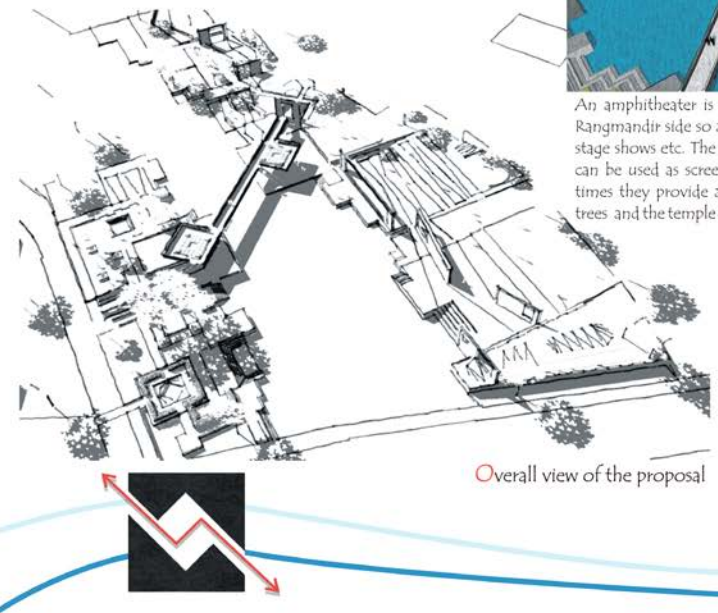 An amphitheater is
Rangmandir side so
stage shows etc. The
can be used as scree
times they provide a
trees and the temple
Overall view of the proposal